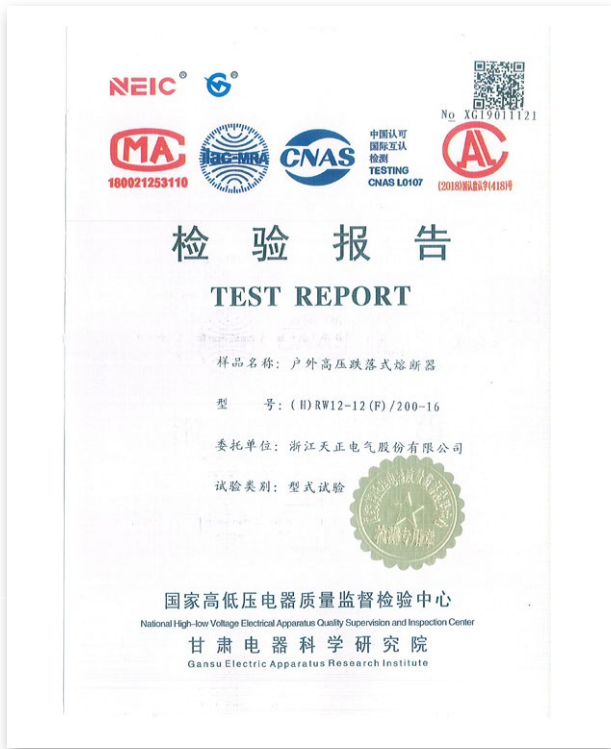 NEIC
No XG19011121
MA
ilac-MRA
CNAS
中国认可
国际互认
检测
TESTING
CNAS L0107
AL
180021253110
(2018)国认监认字(418)号
检验报告
TEST REPORT
样品名称: 户外高压跌落式熔断器
型 号: (H)RW12-12(F)/200-16
委托单位: 浙江天正电气股份有限公司
试验类别: 型式试验
检测专用章
国家高低压电器质量监督检验中心
National High-low Voltage Electrical Apparatus Quality Supervision and Inspection Center
甘肃电器科学研究院
Gansu Electric Apparatus Research Institute